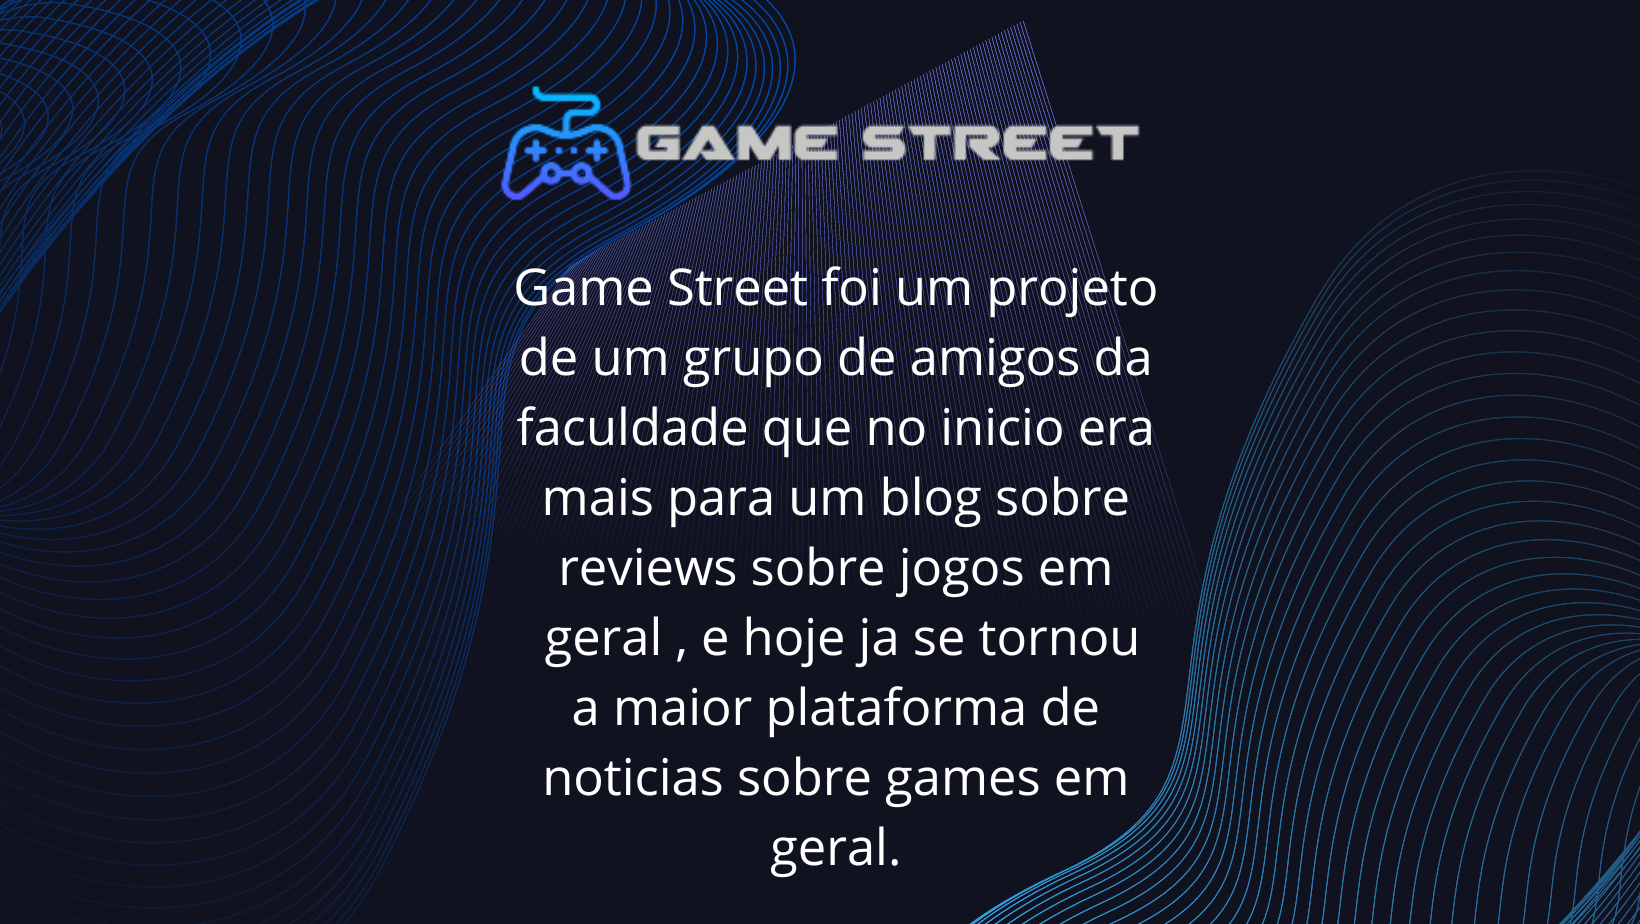 GAME STREET
Game Street foi um projeto
de um grupo de amigos da
faculdade que no inicio era
mais para um blog sobre
reviews sobre jogos em
geral , e hoje ja se tornou
a maior plataforma de
noticias sobre games em
geral.